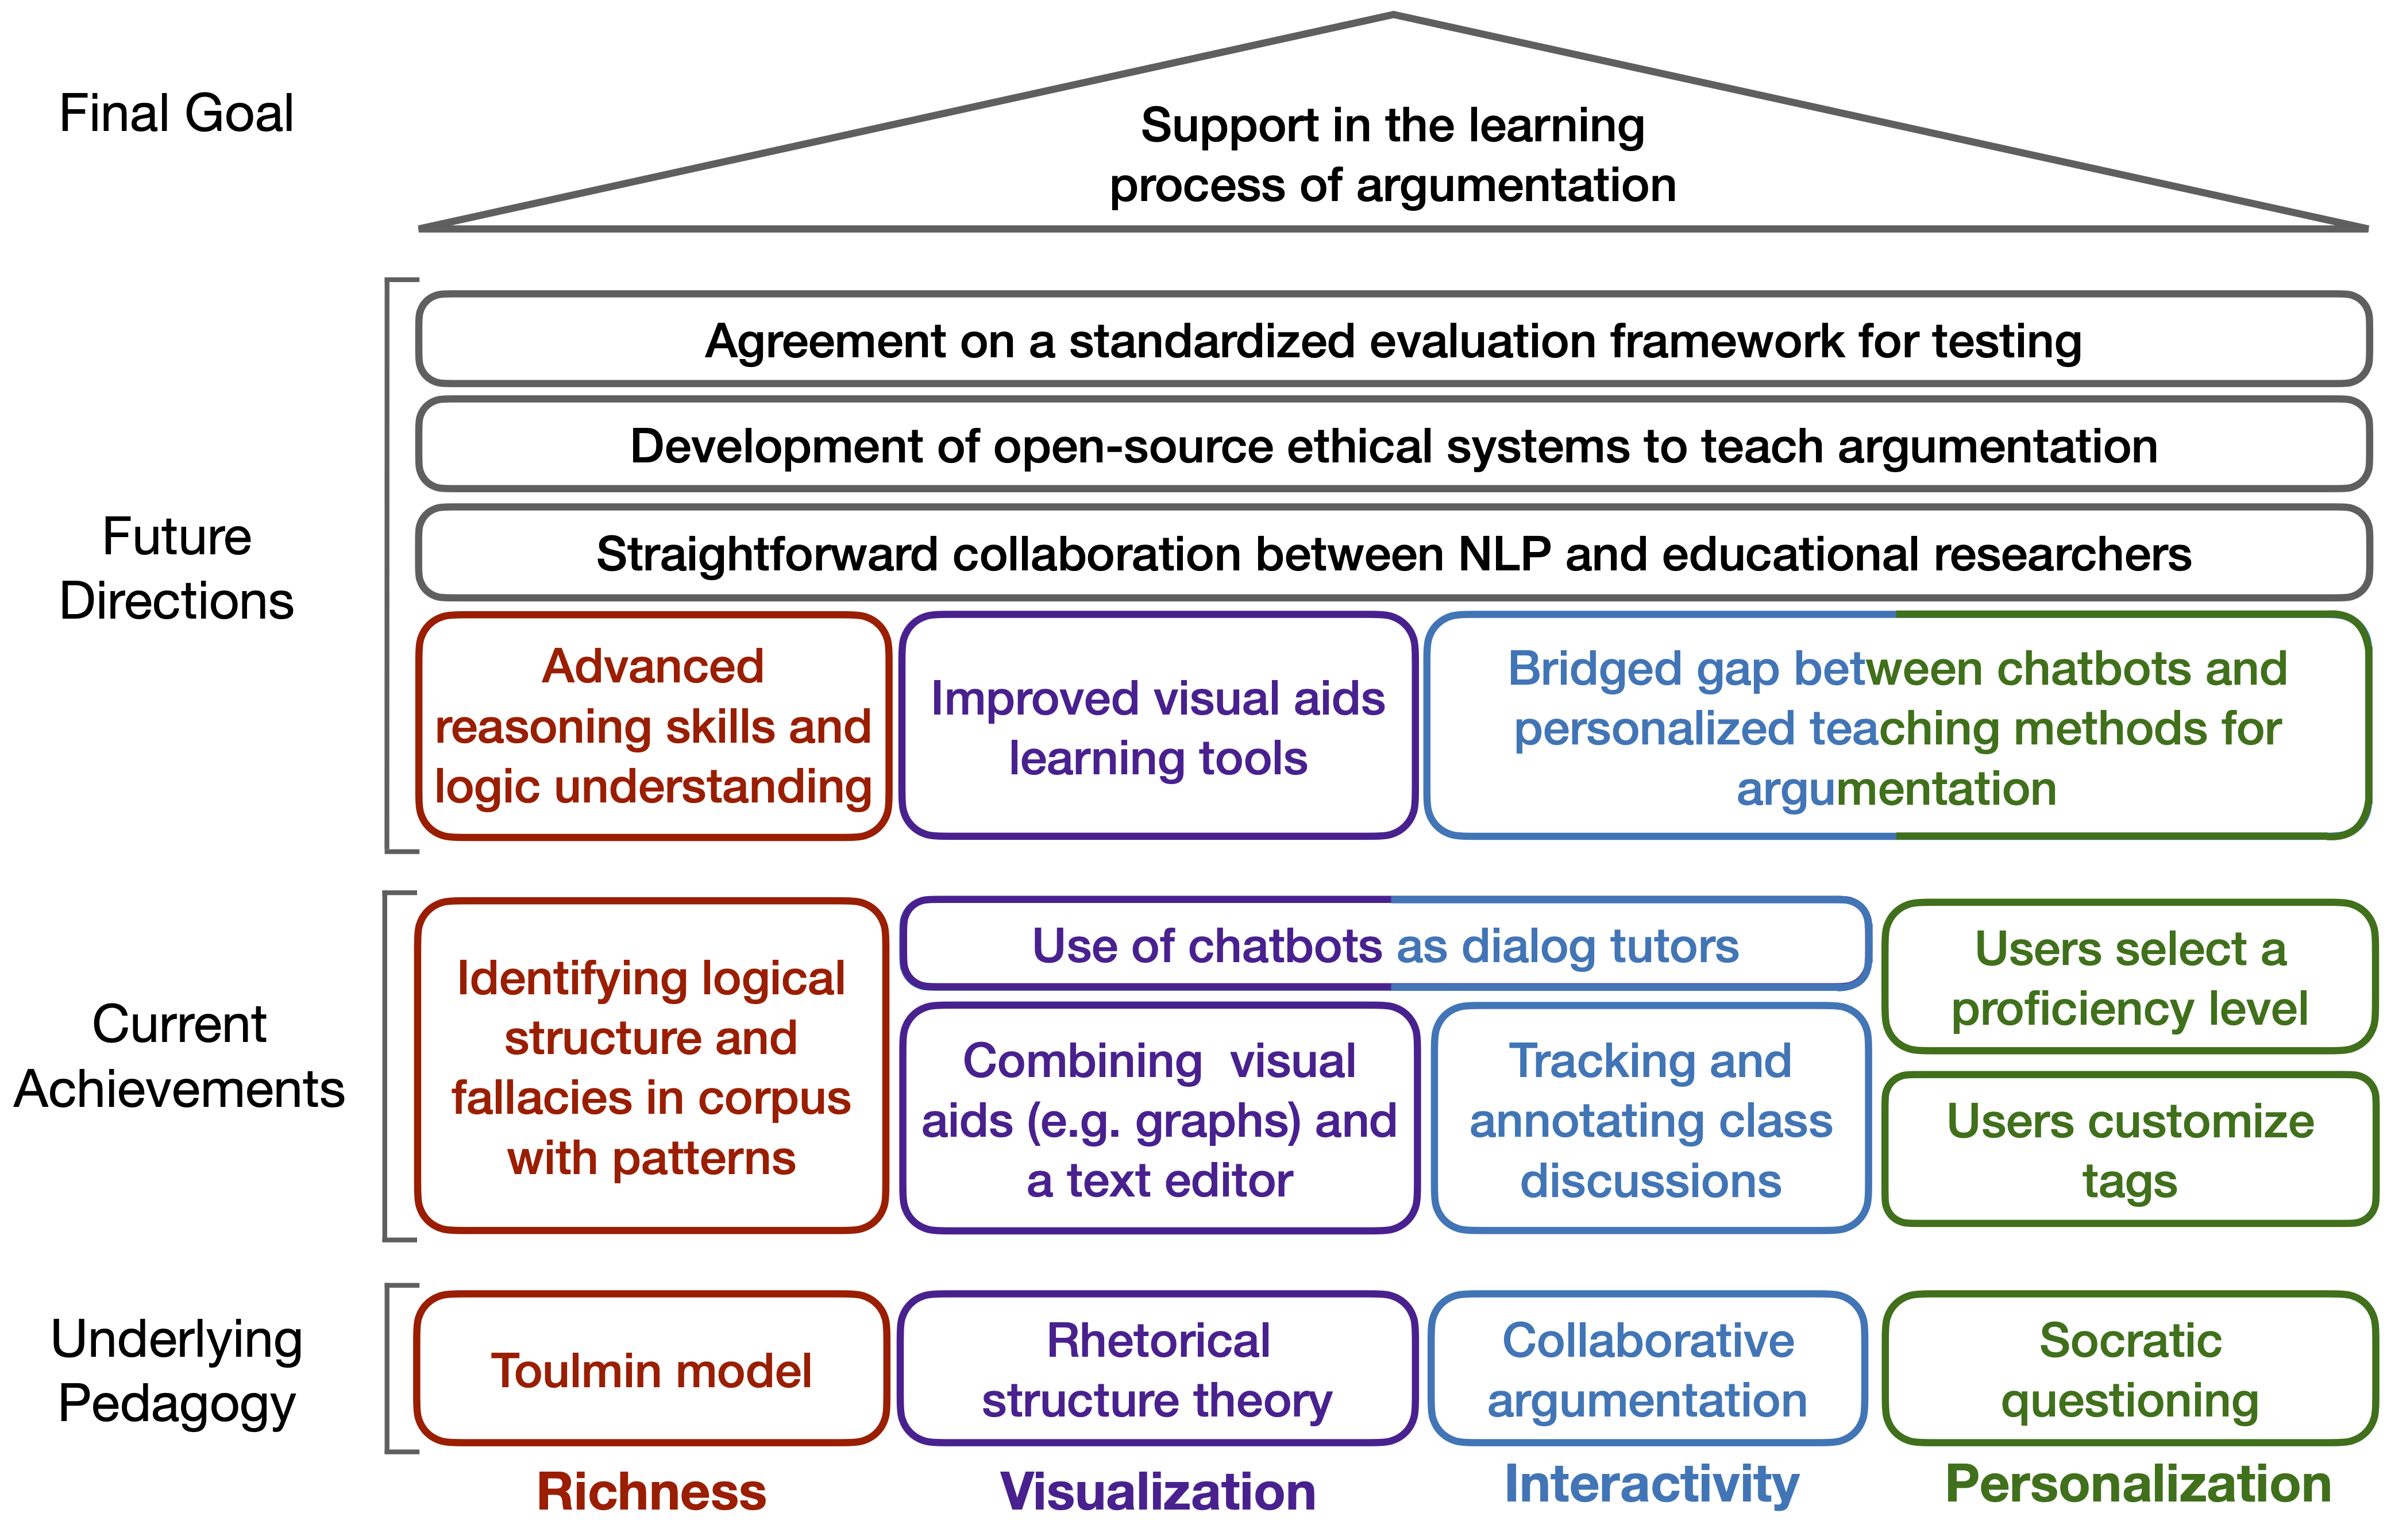 Final Goal
Support in the learning
process of argumentation
Future
Directions
Agreement on a standardized evaluation framework for testing
Development of open-source ethical systems to teach argumentation
Straightforward collaboration between NLP and educational researchers
Advanced
reasoning skills and
logic understanding
Improved visual aids
learning tools
Bridged gap between chatbots and
personalized teaching methods for
argumentation
Current
Achievements
Identifying logical
structure and
fallacies in corpus
with patterns
Use of chatbots as dialog tutors
Combining visual
aids (e.g. graphs) and
a text editor
Tracking and
annotating class
discussions
Users select a
proficiency level
Users customize
tags
Underlying
Pedagogy
Toulmin model
Rhetorical
structure theory
Collaborative
argumentation
Socratic
questioning
Richness
Visualization
Interactivity
Personalization